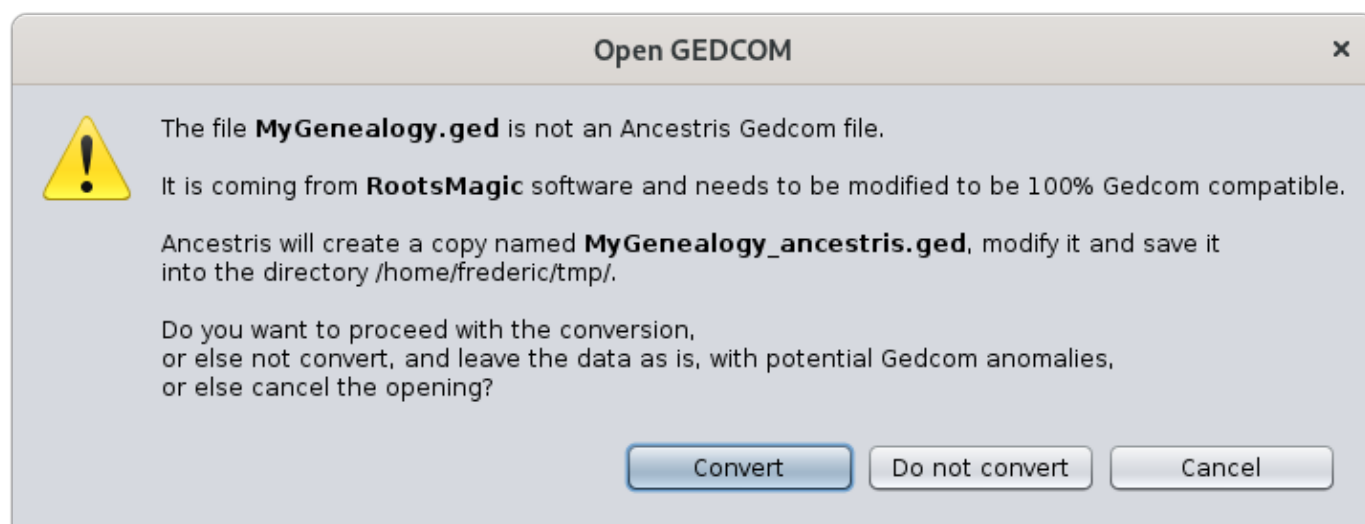 Open GEDCOM
The file MyGenealogy.ged is not an Ancestris Gedcom file.
It is coming from RootsMagic software and needs to be modified to be 100% Gedcom compatible.
Ancestris will create a copy named MyGenealogy_ancestris.ged, modify it and save it
into the directory /home/frederic/tmp/.
Do you want to proceed with the conversion,
or else not convert, and leave the data as is, with potential Gedcom anomalies,
or else cancel the opening?
Convert Do not convert Cancel